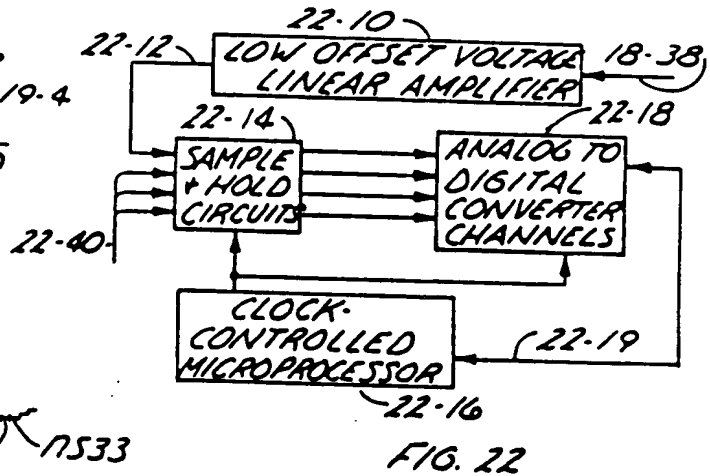 22-10
22-12
LOW OFFSET VOLTAGE
LINEAR AMPLIFIER
18-38
19-4
22-14
22-18
SAMPLE
+ HOLD
CIRCUITS
ANALOG TO
DIGITAL
CONVERTER
CHANNELS
22-40
CLOCK-
CONTROLLED
MICROPROCESSOR
22-19
22-16
NS33
FIG. 22